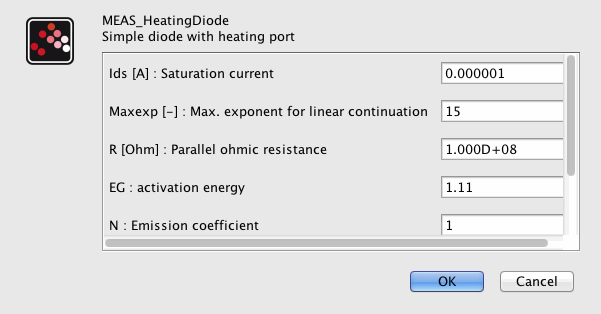 MEAS_HeatingDiode
Simple diode with heating port
Ids [A] : Saturation current 0.000001
Maxexp [-] : Max. exponent for linear continuation 15
R [Ohm] : Parallel ohmic resistance 1.000D+08
EG : activation energy 1.11
N : Emission coefficient 1
OK Cancel